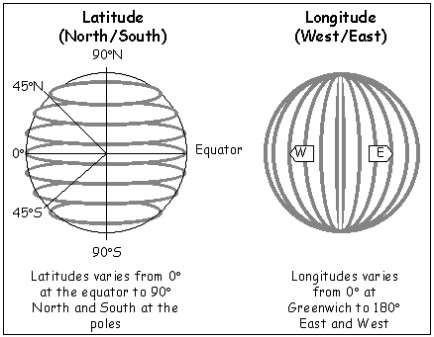 Latitude
(North/South)
90°N
45°N
0°
45°S
90°S
Equator
Latitudes varies from 0°
at the equator to 90°
North and South at the
poles
Longitude
(West/East)
W
E
Longitudes varies
from 0° at
Greenwich to 180°
East and West